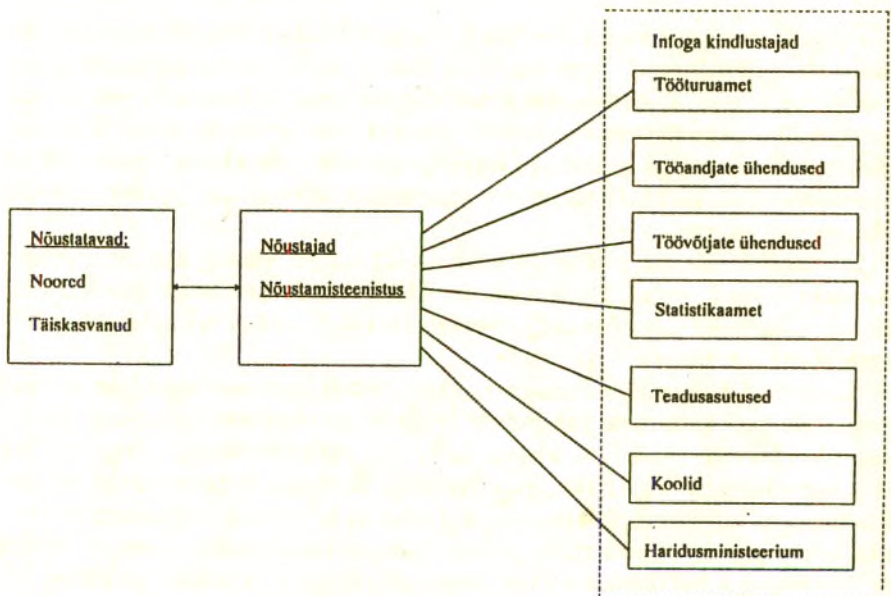 Nõustatavad:
Noored
Täiskasvanud
Nõustajad
Nõustamisteenistus
Infoga kindlustajad
Tööturuamet
Tööandjate ühendused
Töövõtjate ühendused
Statistikaamet
Teadusasutused
Koolid
Haridusministeerium